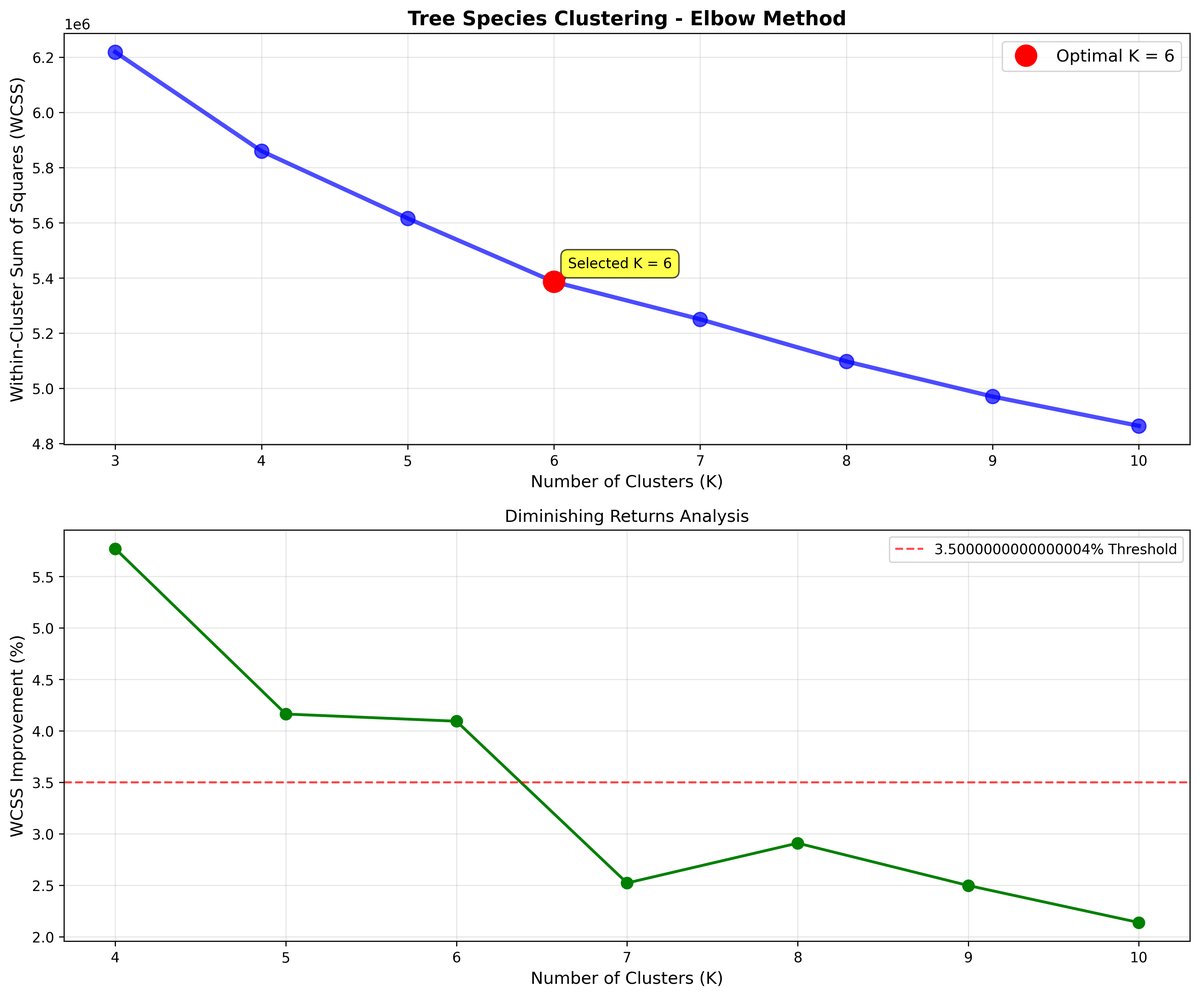 Tree Species Clustering - Elbow Method
1e6
Optimal K = 6
Within-Cluster Sum of Squares (WCSS)
6.2
6.0
5.8
5.6
5.4
5.2
5.0
4.8
Selected K = 6
3 4 5 6 7 8 9 10
Number of Clusters (K)
Diminishing Returns Analysis
3.5000000000000004% Threshold
WCSS Improvement (%)
5.5
5.0
4.5
4.0
3.5
3.0
2.5
2.0
4 5 6 7 8 9 10
Number of Clusters (K)